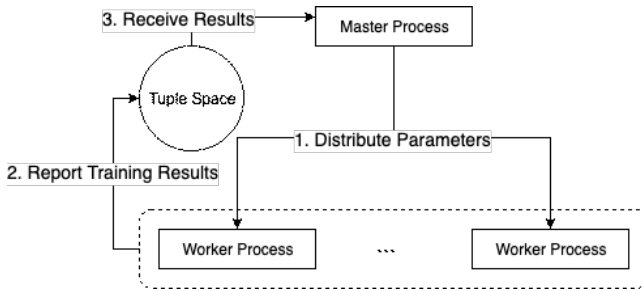 3. Receive Results
Master Process
Tuple Space
1. Distribute Parameters
2. Report Training Results
Worker Process
...
Worker Process